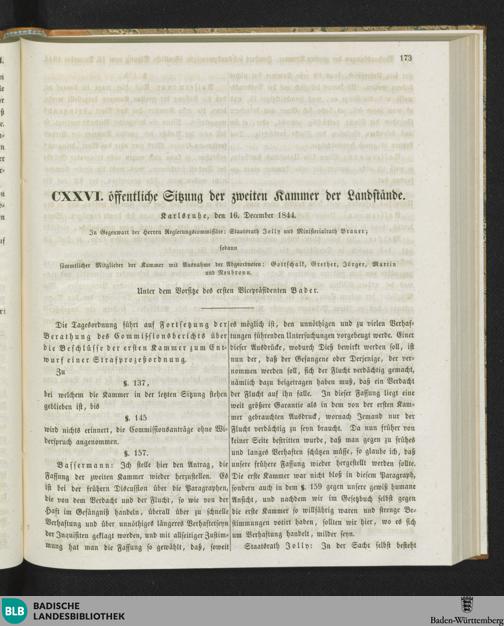 173
CXXVI. öffentliche Sitzung der zweiten Kammer der Landstände.
Karlsruhe, den 16. December 1844.
In Gegenwart der Herren Regierungscommissäre: Staatsrath Jolly und Ministerialrath Brauer;
sodann
sämmtlicher Mitglieder der Kammer mit Ausnahme der Abgeordneten: Gottschalk, Grether, Jörger, Martin
und Neubronn.
Unter dem Vorsitze des ersten Vicepräsidenten Bader.
Die Tagesordnung führt auf Fortsetzung der
Berathung des Commissionsberichts über
die Beschlüsse der ersten Kammer zum Ent-
wurf einer Strafprozeßordnung.
Zu
§. 137,
bei welchem die Kammer in der letzten Sitzung stehen
geblieben ist, bis
§. 145
wird nichts erinnert, die Commissionsanträge ohne Wi-
derspruch angenommen.
§. 157.
Bassermann: Ich stelle hier den Antrag, die
Fassung der zweiten Kammer wieder herzustellen. Es
ist bei der frühern Discussion über die Paragraphen,
die von dem Verdacht und der Flucht, so wie von der
Haft im Gefängniß handeln, überall über zu schnelle
Verhaftung und über unnöthiges längeres Verhaftetseyn
der Inquisiten geklagt worden, und mit allseitiger Zustim-
mung hat man die Fassung so gewählt, daß, soweit
es möglich ist, den unnöthigen und zu vielen Verhaf-
tungen führenden Untersuchungen vorgebeugt werde. Einer
dieser Ausdrücke, wodurch Dieß bewirkt werden soll, ist
nun der, daß der Gefangene oder Derjenige, der ver-
nommen werden soll, sich der Flucht verdächtig gemacht,
nämlich dazu beigetragen haben muß, daß ein Verdacht
der Flucht auf ihn falle. In dieser Fassung liegt eine
weit größere Garantie als in dem von der ersten Kam-
mer gebrauchten Ausdruck, wornach Jemand nur der
Flucht verdächtig zu seyn braucht. Da nun früher von
keiner Seite bestritten wurde, daß man gegen zu frühes
und langes Verhaften schützen müsse, so glaube ich, daß
unsere frühere Fassung wieder hergestellt werden sollte.
Die erste Kammer war nicht bloß in diesem Paragraph,
sondern auch in den §. 159 gegen unsere gewiß humane
Ansicht, und nachdem wir im Gesetzbuch selbst gegen
die erste Kammer so willfährig waren und strenge Be-
stimmungen votirt haben, sollten wir hier, wo es sich
um Verhaftung handelt, milder seyn.
Staatsrath Jolly: In der Sache selbst besteht
BLB BADISCHE
LANDESBIBLIOTHEK
Baden-Württemberg